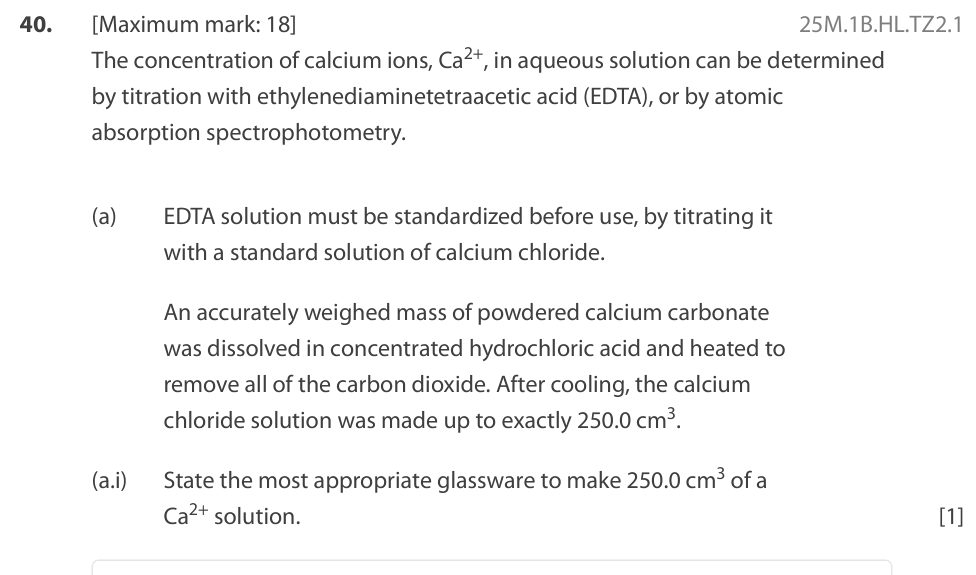 40. [Maximum mark: 18] 25M.1B.HL.TZ2.1
The concentration of calcium ions, Ca²⁺, in aqueous solution can be determined
by titration with ethylenediaminetetraacetic acid (EDTA), or by atomic
absorption spectrophotometry.
(a) EDTA solution must be standardized before use, by titrating it
with a standard solution of calcium chloride.
An accurately weighed mass of powdered calcium carbonate
was dissolved in concentrated hydrochloric acid and heated to
remove all of the carbon dioxide. After cooling, the calcium
chloride solution was made up to exactly 250.0 cm³.
(a.i) State the most appropriate glassware to make 250.0 cm³ of a
Ca²⁺ solution. [1]